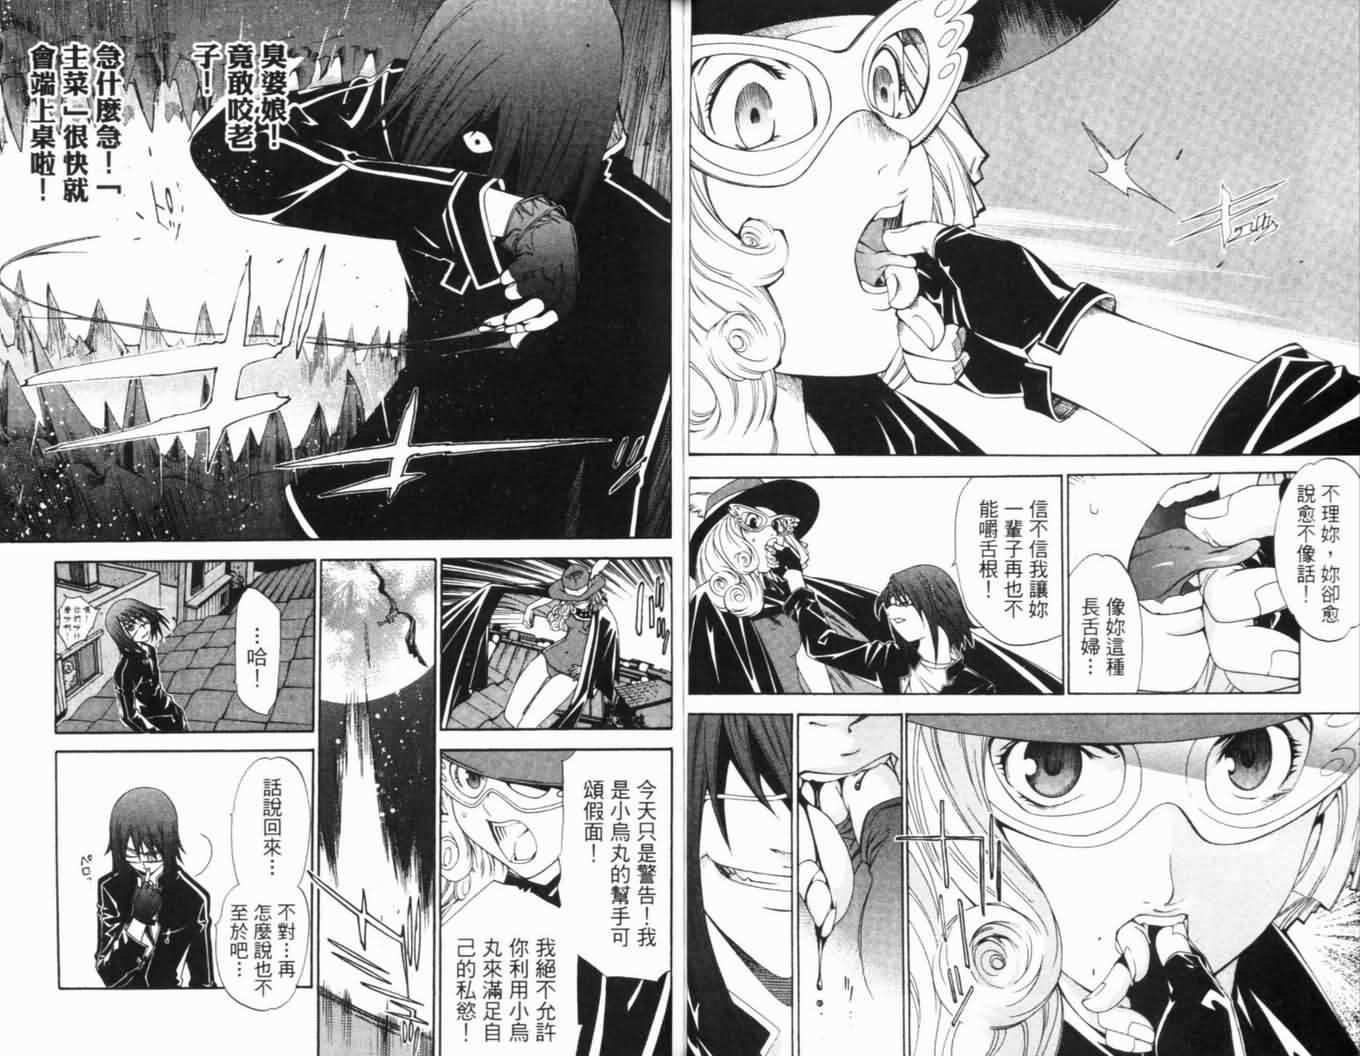 不理妳，妳卻愈
說愈不像話！
像妳這種
長舌婦…
信不信我讓妳
一輩子再也不
能嚼舌根！
臭婆娘！
竟敢咬老
子！
急什麼急！「
主菜」很快就
會端上桌啦！
今天只是警告！我
是小烏丸的幫手可
頌假面！
我絕不允許
你利用小烏
丸來滿足自
己的私慾！
…哈！
話說回來…
不對…再
怎麼說也不
至於吧…
ペロ